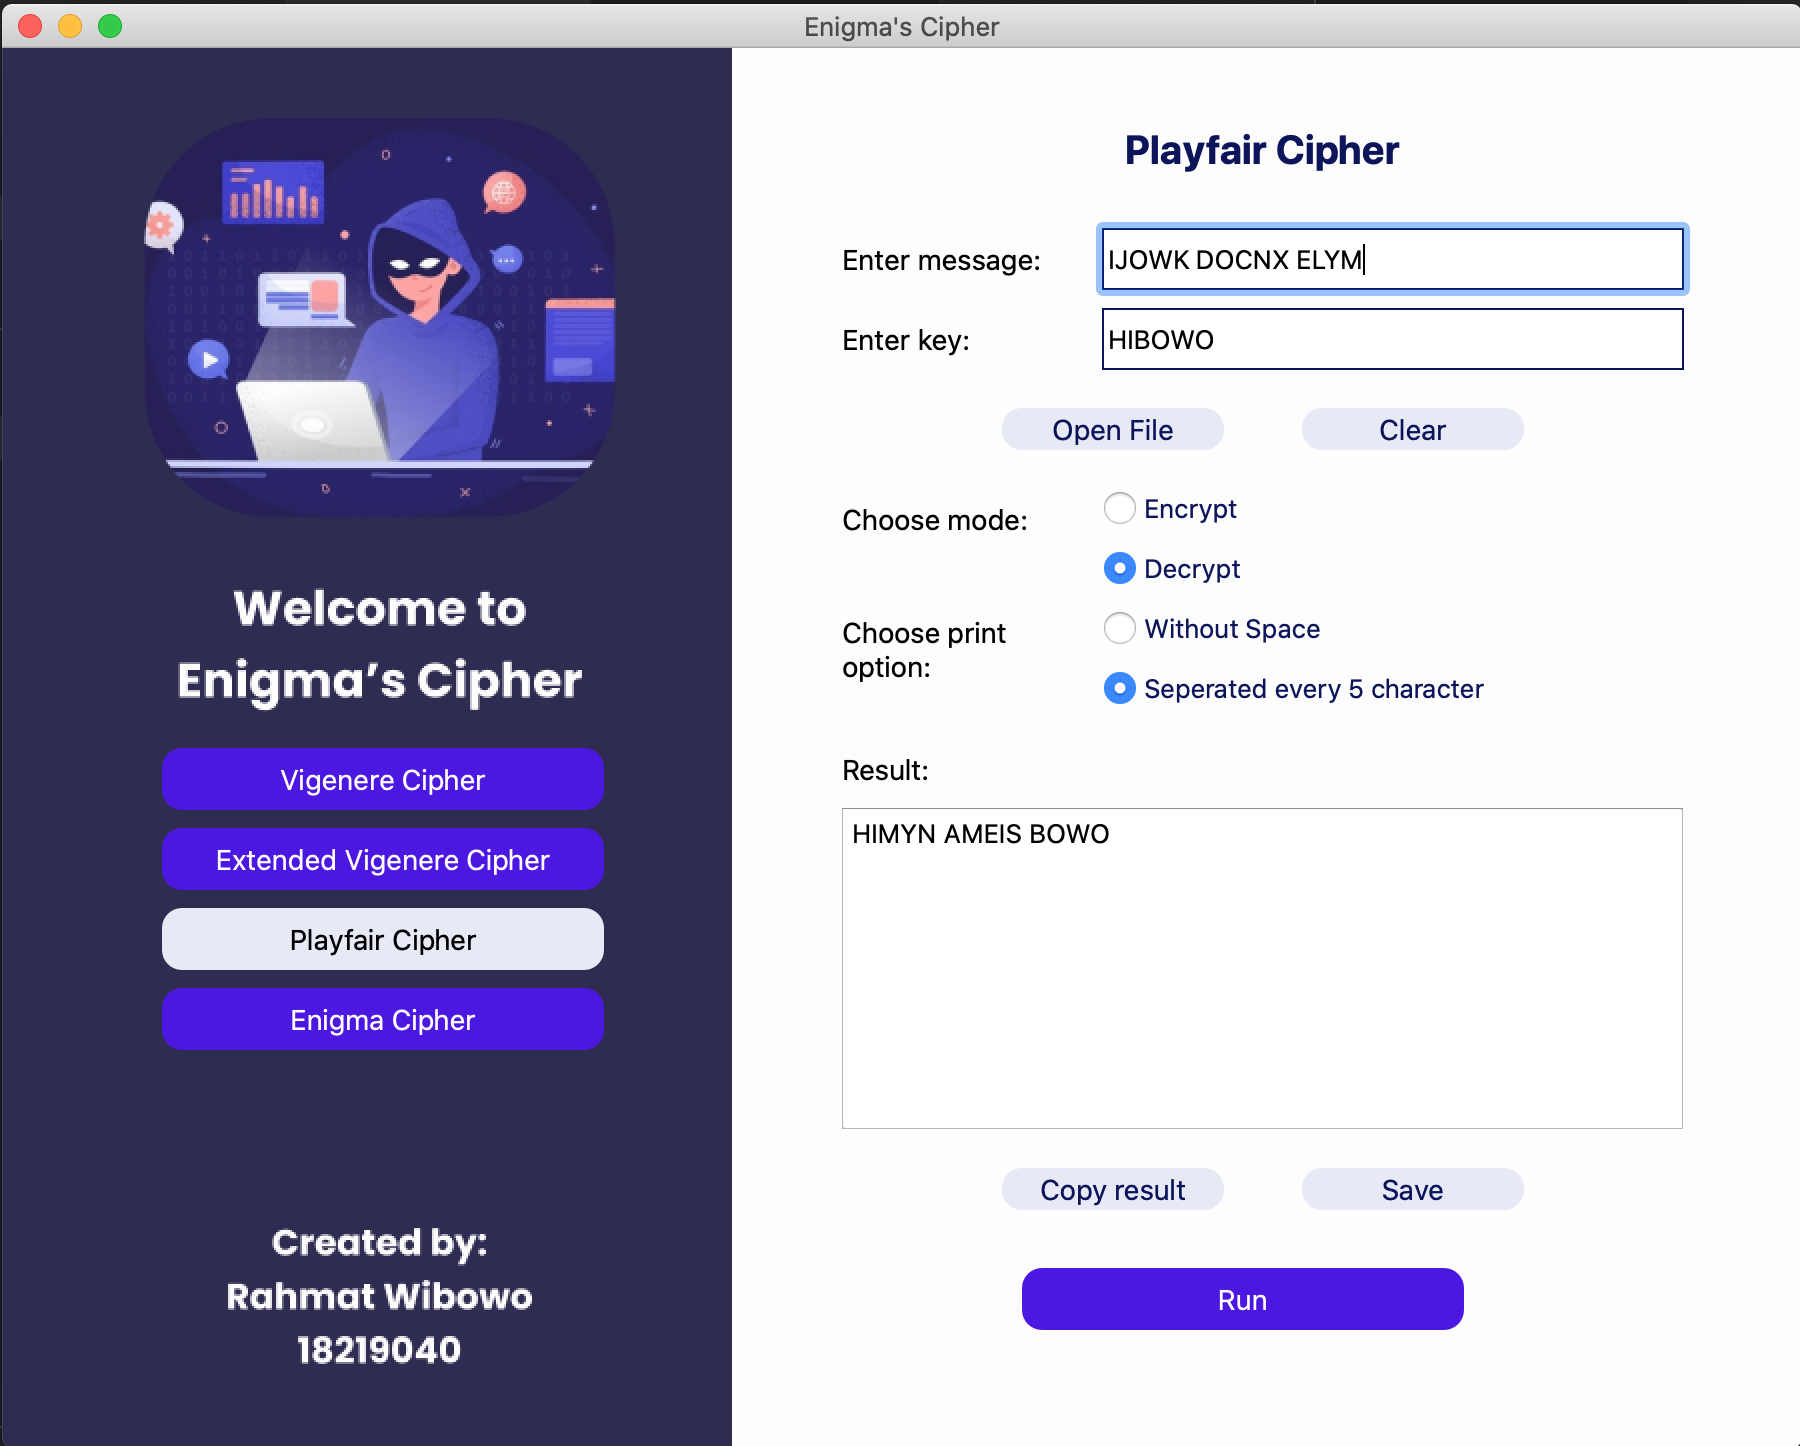 Enigma's Cipher
Welcome to
Enigma’s Cipher
Vigenere Cipher
Extended Vigenere Cipher
Playfair Cipher
Enigma Cipher
Created by:
Rahmat Wibowo
18219040
Playfair Cipher
Enter message: IJOWK DOCNX ELYM
Enter key: HIBOWO
Open File Clear
Choose mode: Encrypt
Decrypt
Choose print option: Without Space
Seperated every 5 character
Result:
HIMYN AMEIS BOWO
Copy result Save
Run